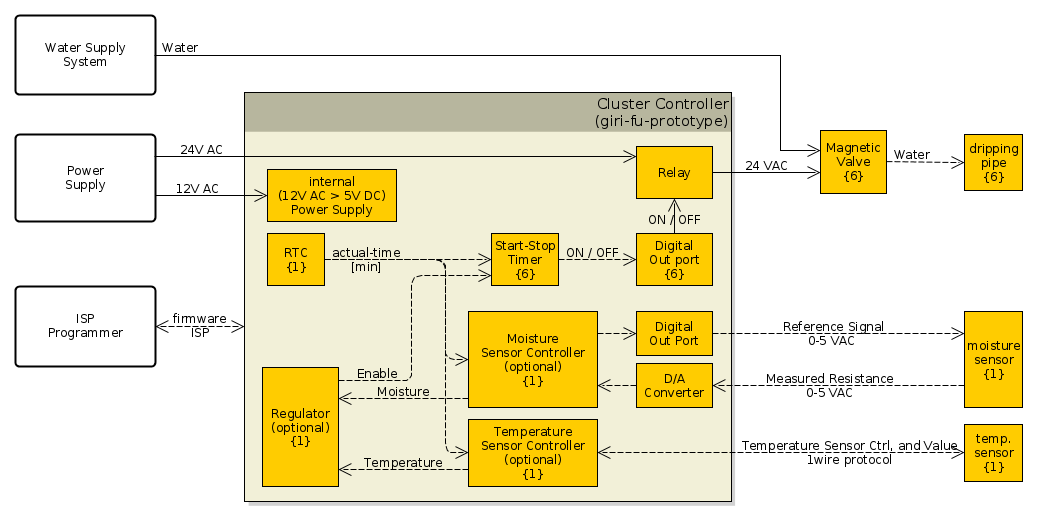 Water Supply
System
Water
Cluster Controller
(giri-fu-prototype)
Power
Supply
24V AC
12V AC
internal
(12V AC > 5V DC)
Power Supply
Relay
24 VAC
Magnetic
Valve
{6}
Water
dripping
pipe
{6}
ON / OFF
RTC
{1}
actual-time
[min]
Start-Stop
Timer
{6}
ON / OFF
Digital
Out port
{6}
ISP
Programmer
firmware
ISP
Moisture
Sensor Controller
(optional)
{1}
Digital
Out Port
Reference Signal
0-5 VAC
moisture
sensor
{1}
D/A
Converter
Measured Resistance
0-5 VAC
Enable
Moisture
Regulator
(optional)
{1}
Temperature
Temperature
Sensor Controller
(optional)
{1}
Temperature Sensor Ctrl, and Value
1wire protocol
temp.
sensor
{1}